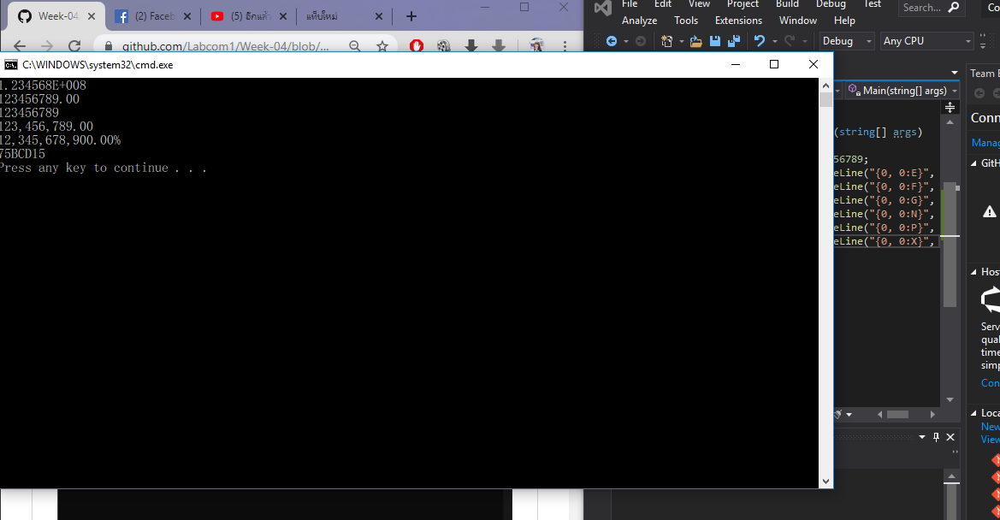 Week-04,
(2) Faceb
(5) อีกแล้ว
แท็บใหม่
github.com/Labcom1/Week-04/blob/...
File Edit View Project Build Debug Test
Search...
Analyze Tools Extensions Window Help
Debug
Any CPU
C:\WINDOWS\system32\cmd.exe
1.234568E+008
123456789.00
123456789
123,456,789.00
12,345,678,900.00%
75BCD15
Press any key to continue . . .
Main(string[] args)
(string[] args)
56789;
eLine("{0, 0:E}",
eLine("{0, 0:F}",
eLine("{0, 0:G}",
eLine("{0, 0:N}",
eLine("{0, 0:P}",
eLine("{0, 0:X}",
Team E
Conn
Manag
GitH
Host
Serv
qual
time
simp
Con
Loca
New
View